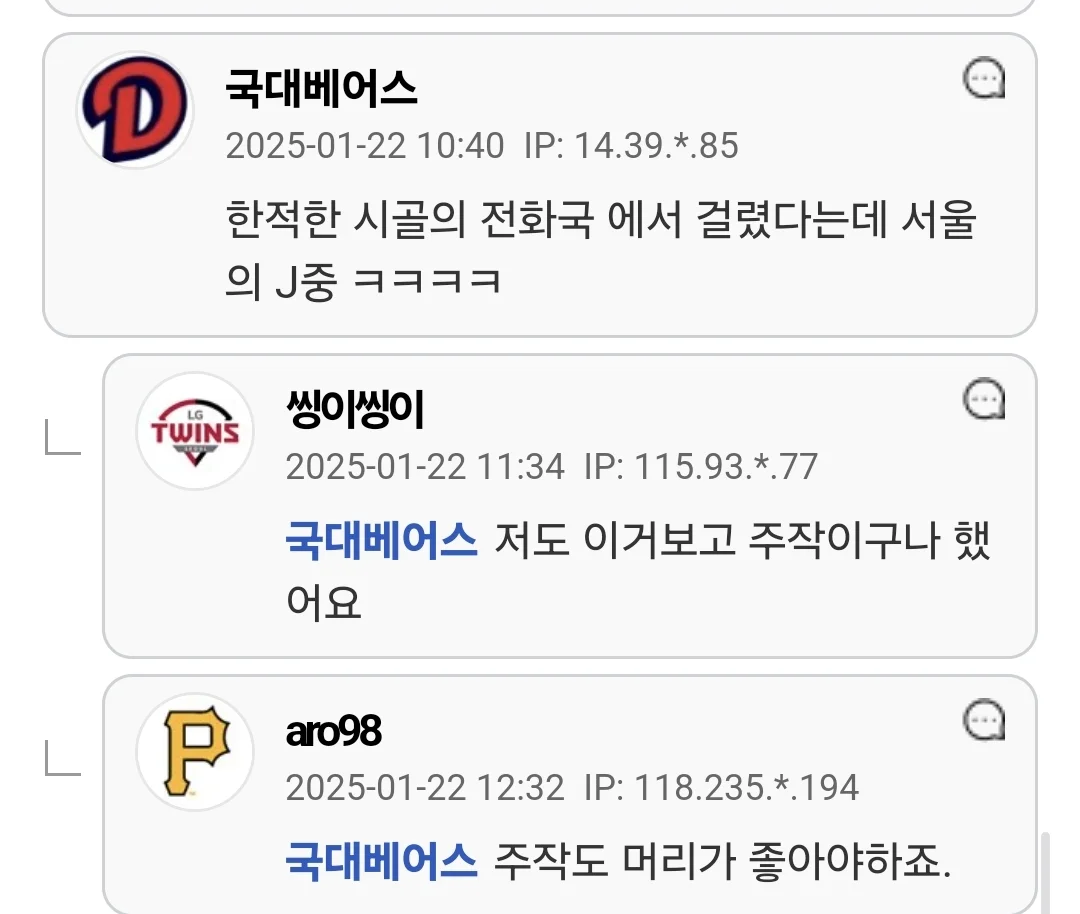 D
국대베어스
2025-01-22 10:40 IP: 14.39.*.85
한적한 시골의 전화국 에서 걸렸다는데 서울
의 J중 ㅋㅋㅋㅋ
LG
TWINS
씽이씽이
2025-01-22 11:34 IP: 115.93.*.77
국대베어스 저도 이거보고 주작이구나 했
어요
P
aro98
2025-01-22 12:32 IP: 118.235.*.194
국대베어스 주작도 머리가 좋아야하죠.